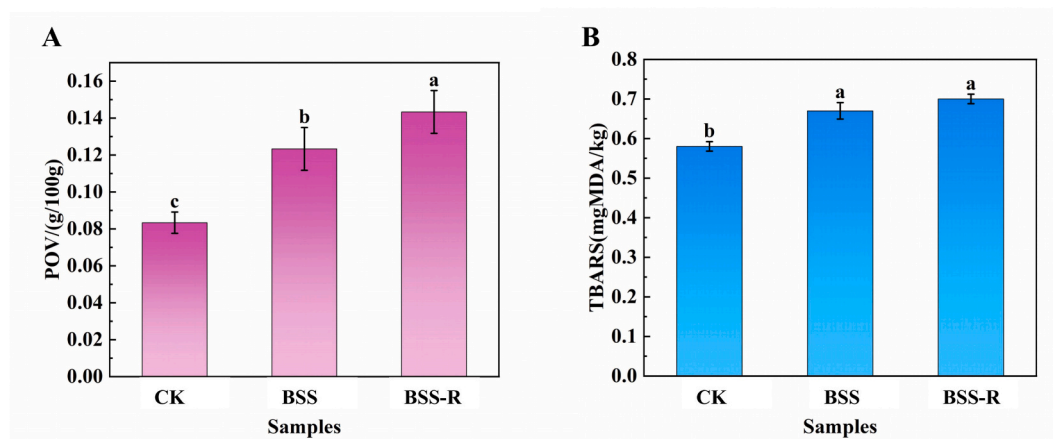 A
POV/(g/100g)
0.16
0.14
0.12
0.10
0.08
0.06
0.04
0.02
0.00
c
b
a
CK
BSS
BSS-R
Samples
B
TBARS(mgMDA/kg)
0.8
0.7
0.6
0.5
0.4
0.3
0.2
0.1
0.0
b
a
a
CK
BSS
BSS-R
Samples